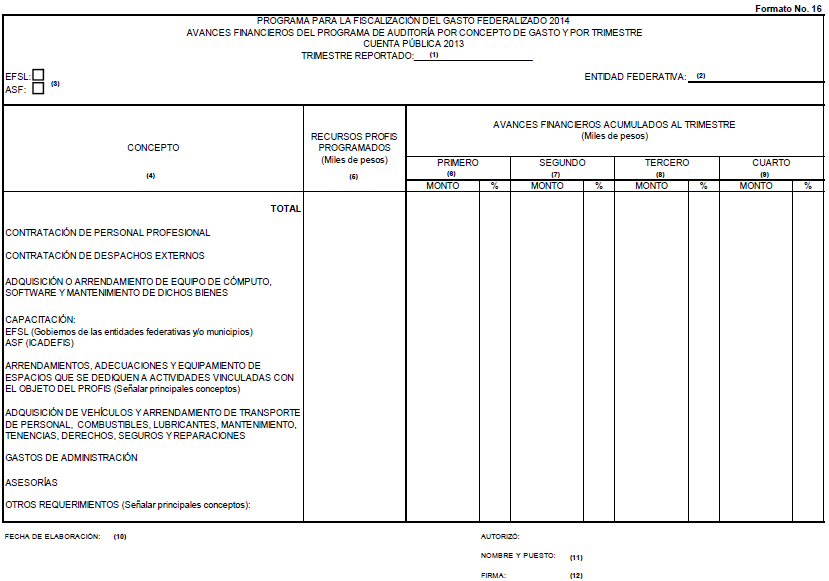 Formato No. 16
PROGRAMA PARA LA FISCALIZACIÓN DEL GASTO FEDERALIZADO 2014
AVANCES FINANCIEROS DEL PROGRAMA DE AUDITORÍA POR CONCEPTO DE GASTO Y POR TRIMESTRE
CUENTA PÚBLICA 2013
TRIMESTRE REPORTADO: (1)
EFSL:
ASF:
(3)
ENTIDAD FEDERATIVA: (2)
CONCEPTO
(4)
RECURSOS PROFIS
PROGRAMADOS
(Miles de pesos)
(5)
AVANCES FINANCIEROS ACUMULADOS AL TRIMESTRE
(Miles de pesos)
PRIMERO SEGUNDO TERCERO CUARTO
(6) (7) (8) (9)
MONTO % MONTO % MONTO % MONTO %
TOTAL
CONTRATACIÓN DE PERSONAL PROFESIONAL
CONTRATACIÓN DE DESPACHOS EXTERNOS
ADQUISICIÓN O ARRENDAMIENTO DE EQUIPO DE CÓMPUTO,
SOFTWARE Y MANTENIMIENTO DE DICHOS BIENES
CAPACITACIÓN:
EFSL (Gobiernos de las entidades federativas y/o municipios)
ASF (ICADEFIS)
ARRENDAMIENTOS, ADECUACIONES Y EQUIPAMIENTO DE
ESPACIOS QUE SE DEDIQUEN A ACTIVIDADES VINCULADAS CON
EL OBJETO DEL PROFIS (Señalar principales conceptos)
ADQUISICIÓN DE VEHÍCULOS Y ARRENDAMIENTO DE TRANSPORTE
DE PERSONAL, COMBUSTIBLES, LUBRICANTES, MANTENIMIENTO,
TENENCIAS, DERECHOS, SEGUROS Y REPARACIONES
GASTOS DE ADMINISTRACIÓN
ASESORÍAS
OTROS REQUERIMIENTOS (Señalar principales conceptos):
FECHA DE ELABORACIÓN: (10)
AUTORIZÓ:
NOMBRE Y PUESTO: (11)
FIRMA: (12)